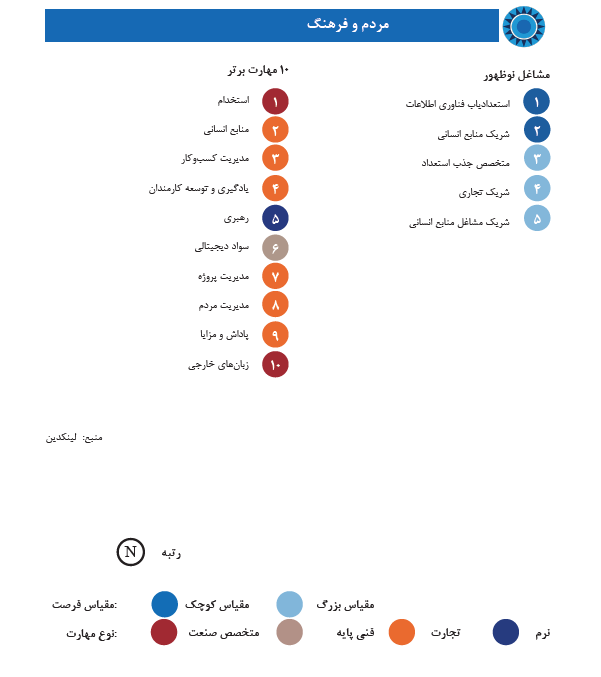 مردم و فرهنگ
مشاغل نوظهور
۱ استعدادیاب فناوری اطلاعات
۲ شریک منابع انسانی
۳ متخصص جذب استعداد
۴ شریک تجاری
۵ شریک مشاغل منابع انسانی
۱۰ مهارت برتر
۱ استخدام
۲ منابع انسانی
۳ مدیریت کسب‌وکار
۴ یادگیری و توسعه کارمندان
۵ رهبری
۶ سواد دیجیتالی
۷ مدیریت پروژه
۸ مدیریت مردم
۹ پاداش و مزایا
۱۰ زبان‌های خارجی
منبع: لینکدین
رتبه N
مقیاس فرصت: مقیاس کوچک مقیاس بزرگ
نوع مهارت: متخصص صنعت فنی پایه تجارت نرم